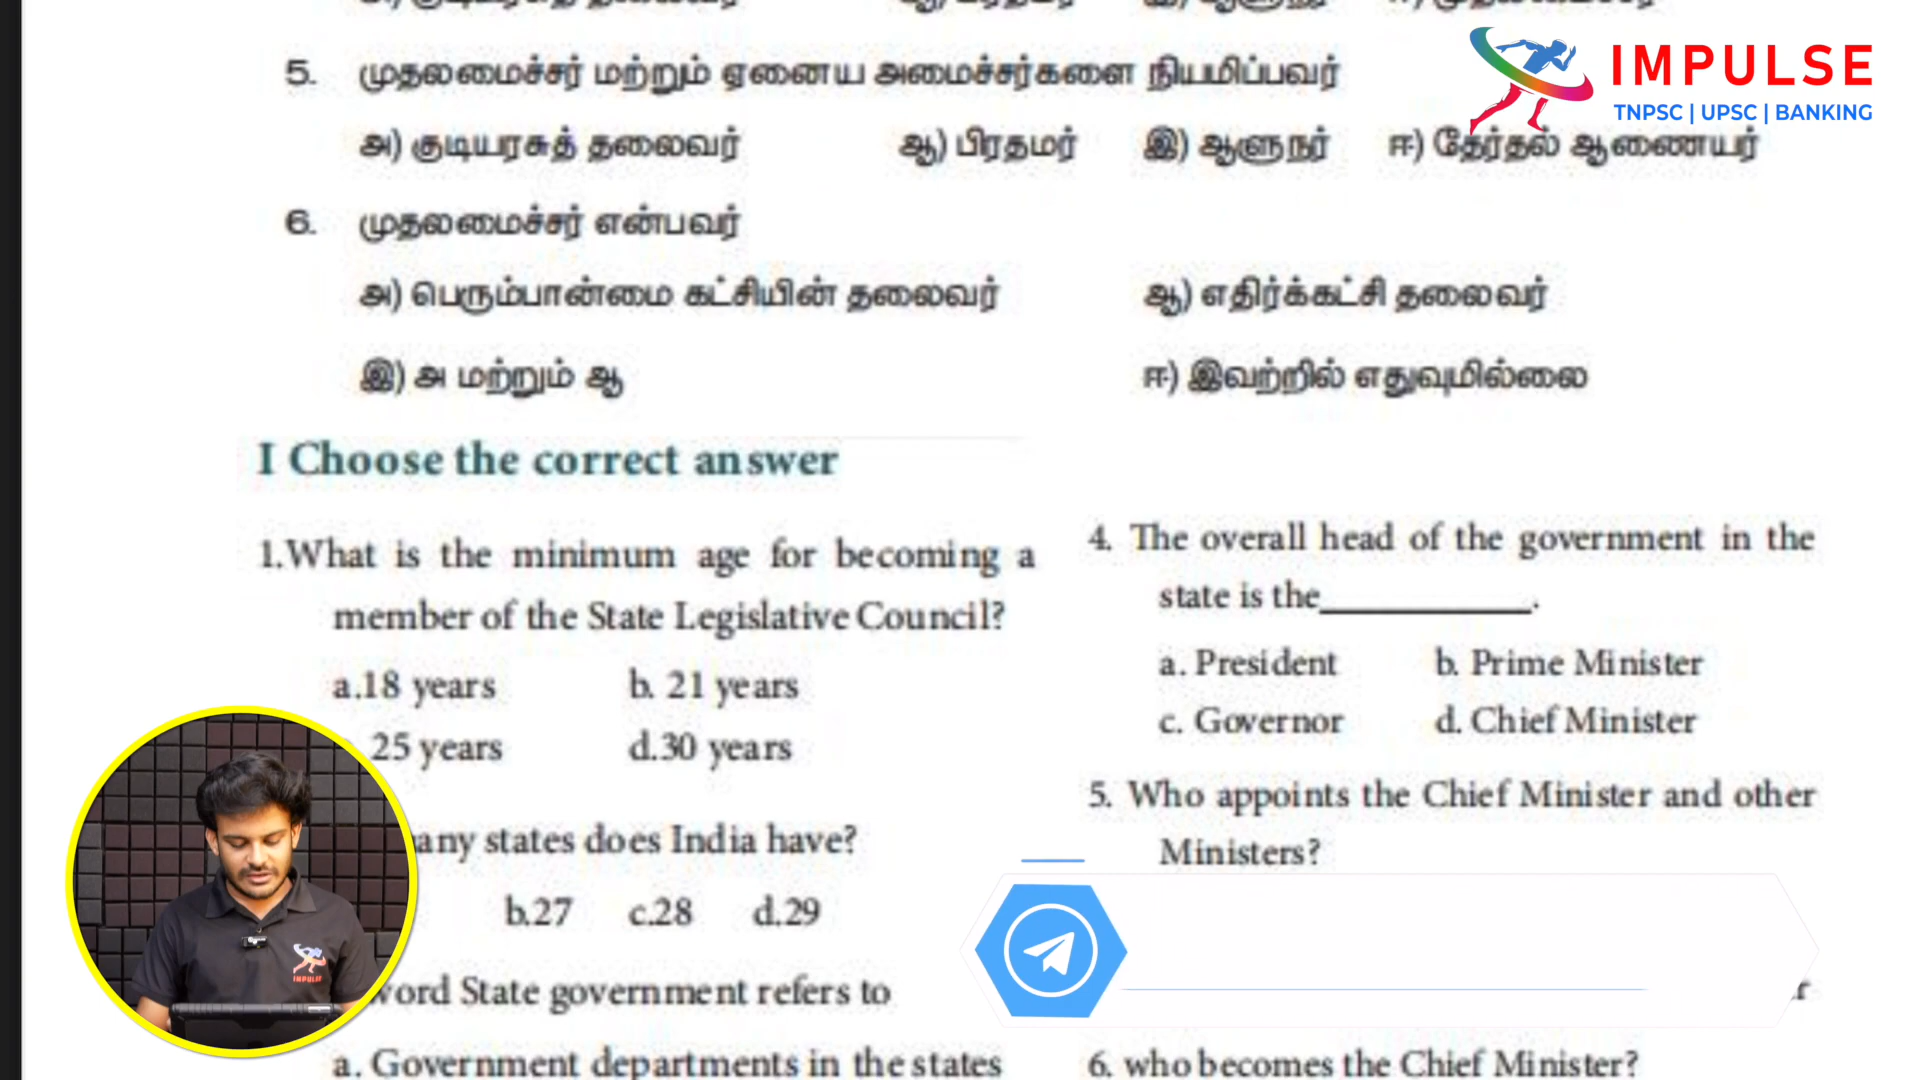 5. முதலமைச்சர் மற்றும் ஏனைய அமைச்சர்களை நியமிப்பவர்
அ) குடியரசுத் தலைவர் ஆ) பிரதமர் இ) ஆளுநர் ஈ) தேர்தல் ஆணையர்
6. முதலமைச்சர் என்பவர்
அ) பெரும்பான்மை கட்சியின் தலைவர் ஆ) எதிர்க்கட்சி தலைவர்
இ) அ மற்றும் ஆ ஈ) இவற்றில் எதுவுமில்லை
IMPULSE
TNPSC | UPSC | BANKING
I Choose the correct answer
1.What is the minimum age for becoming a
member of the State Legislative Council?
a.18 years b. 21 years
25 years d.30 years
any states does India have?
b.27 c.28 d.29
word State government refers to
a. Government departments in the states
4. The overall head of the government in the
state is the____________.
a. President b. Prime Minister
c. Governor d. Chief Minister
5. Who appoints the Chief Minister and other
Ministers?
6. who becomes the Chief Minister?
IMPULSE